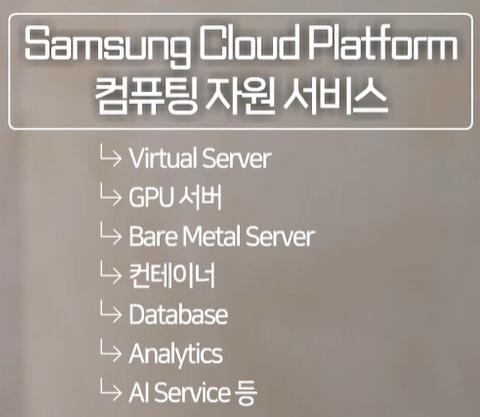 Samsung Cloud Platform
컴퓨팅 자원 서비스
↳ Virtual Server
↳ GPU 서버
↳ Bare Metal Server
↳ 컨테이너
↳ Database
↳ Analytics
↳ AI Service 등